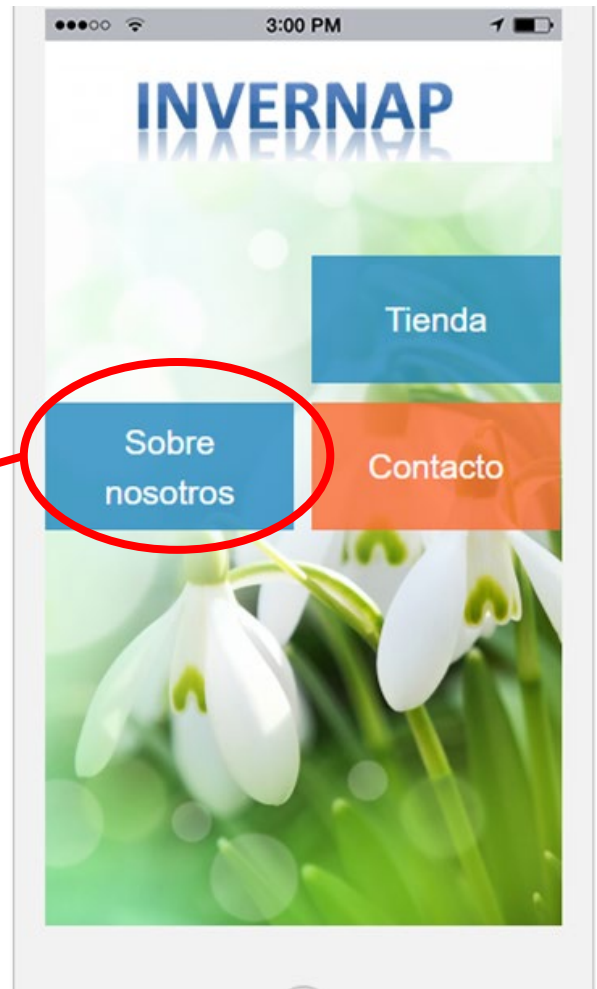 3:00 PM
INVERNAP
Tienda
Sobre
nosotros
Contacto